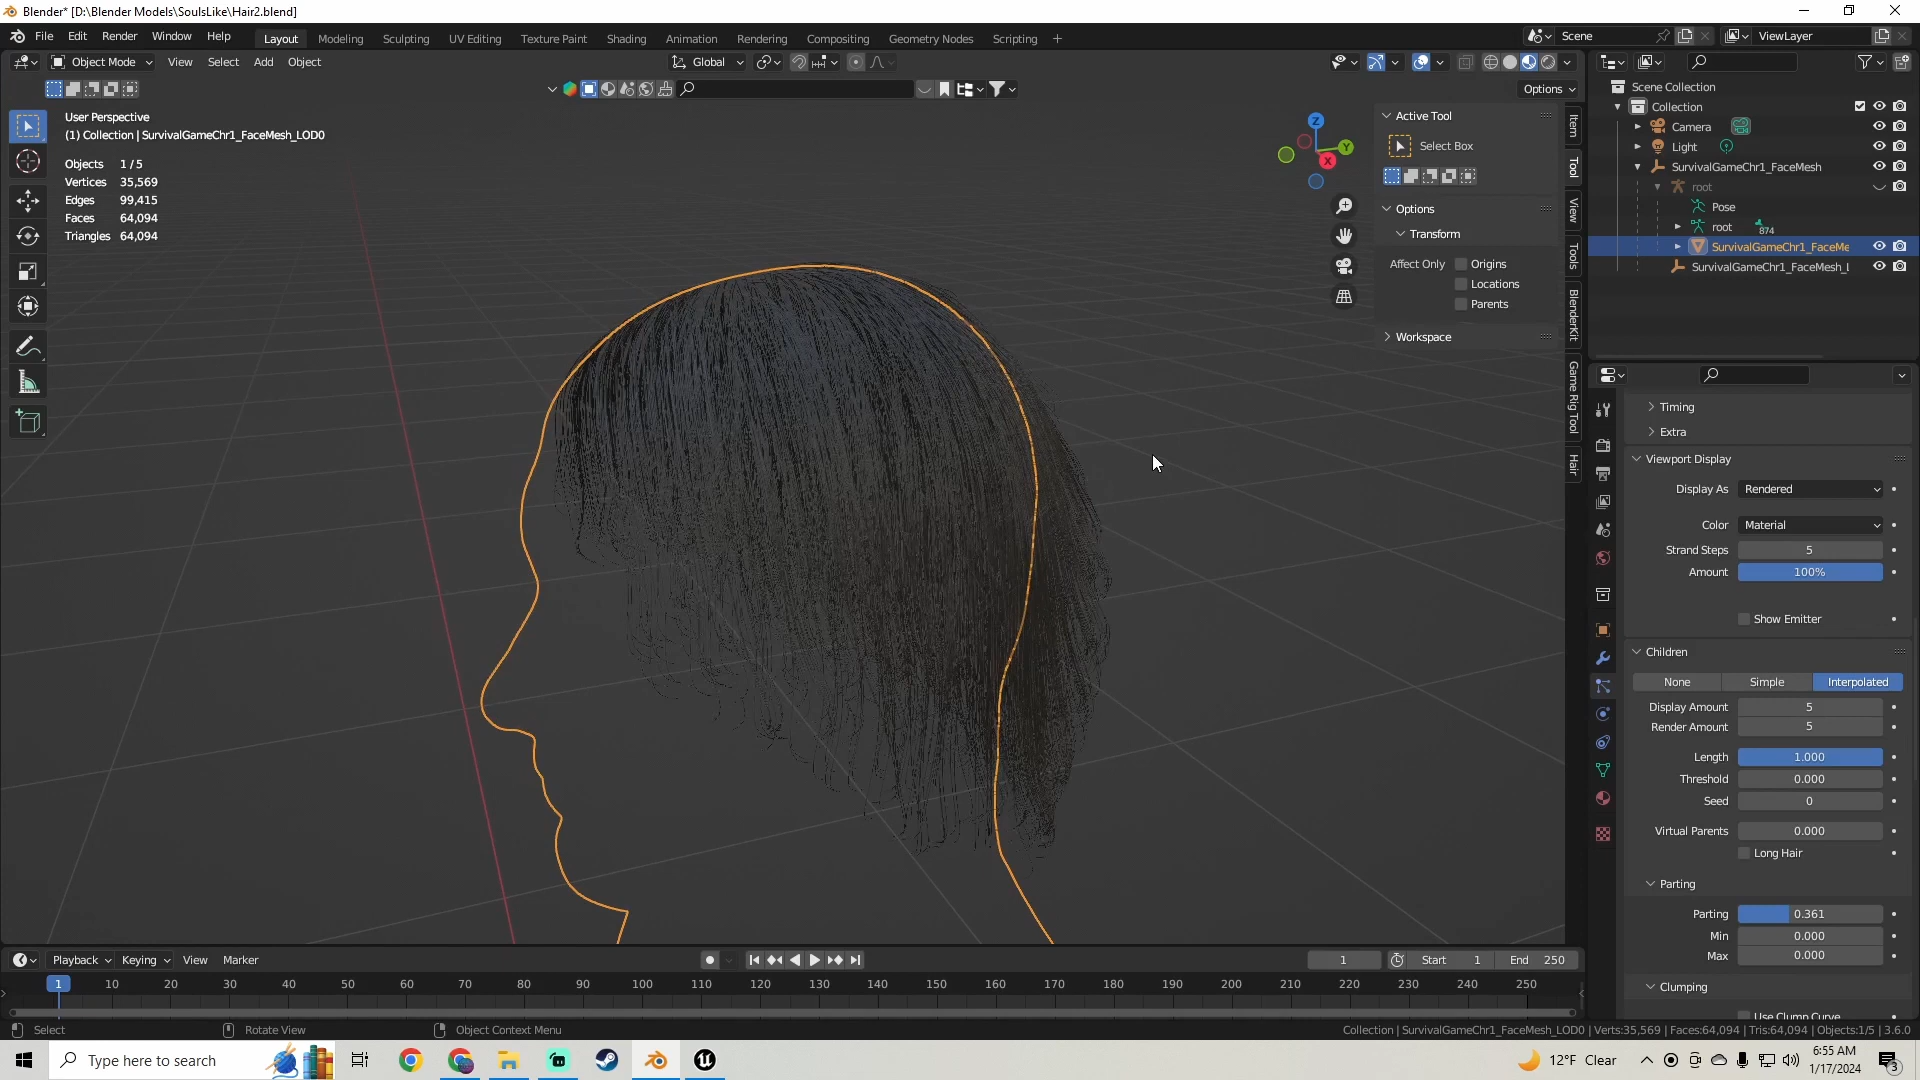 Blender* [D:\Blender Models\SoulsLike\Hair2.blend]
File Edit Render Window Help
Layout Modeling Sculpting UV Editing Texture Paint Shading Animation Rendering Compositing Geometry Nodes Scripting +
Scene
ViewLayer
Object Mode View Select Add Object
Global
Options
User Perspective
(1) Collection | SurvivalGameChr1_FaceMesh_LOD0
Objects 1 / 5
Vertices 35,569
Edges 99,415
Faces 64,094
Triangles 64,094
Z
Y
X
Active Tool
Select Box
Options
Transform
Affect Only Origins
Locations
Parents
Workspace
Item
Tool
View
Tools
BlenderKit
Game Rig Tool
Hair
Scene Collection
Collection
Camera
Light
SurvivalGameChr1_FaceMesh
root
Pose
root 874
SurvivalGameChr1_FaceMe
SurvivalGameChr1_FaceMesh_L
Timing
Extra
Viewport Display
Display As Rendered
Color Material
Strand Steps 5
Amount 100%
Show Emitter
Children
None Simple Interpolated
Display Amount 5
Render Amount 5
Length 1.000
Threshold 0.000
Seed 0
Virtual Parents 0.000
Long Hair
Parting
Parting 0.361
Min 0.000
Max 0.000
Clumping
Use Clump Curve
Playback Keying View Marker
1 Start 1 End 250
1 10 20 30 40 50 60 70 80 90 100 110 120 130 140 150 160 170 180 190 200 210 220 230 240 250
Select Rotate View Object Context Menu
Collection | SurvivalGameChr1_FaceMesh_LOD0 | Verts:35,569 | Faces:64,094 | Tris:64,094 | Objects:1/5 | 3.6.0
Type here to search
12°F Clear
6:55 AM
1/17/2024
3